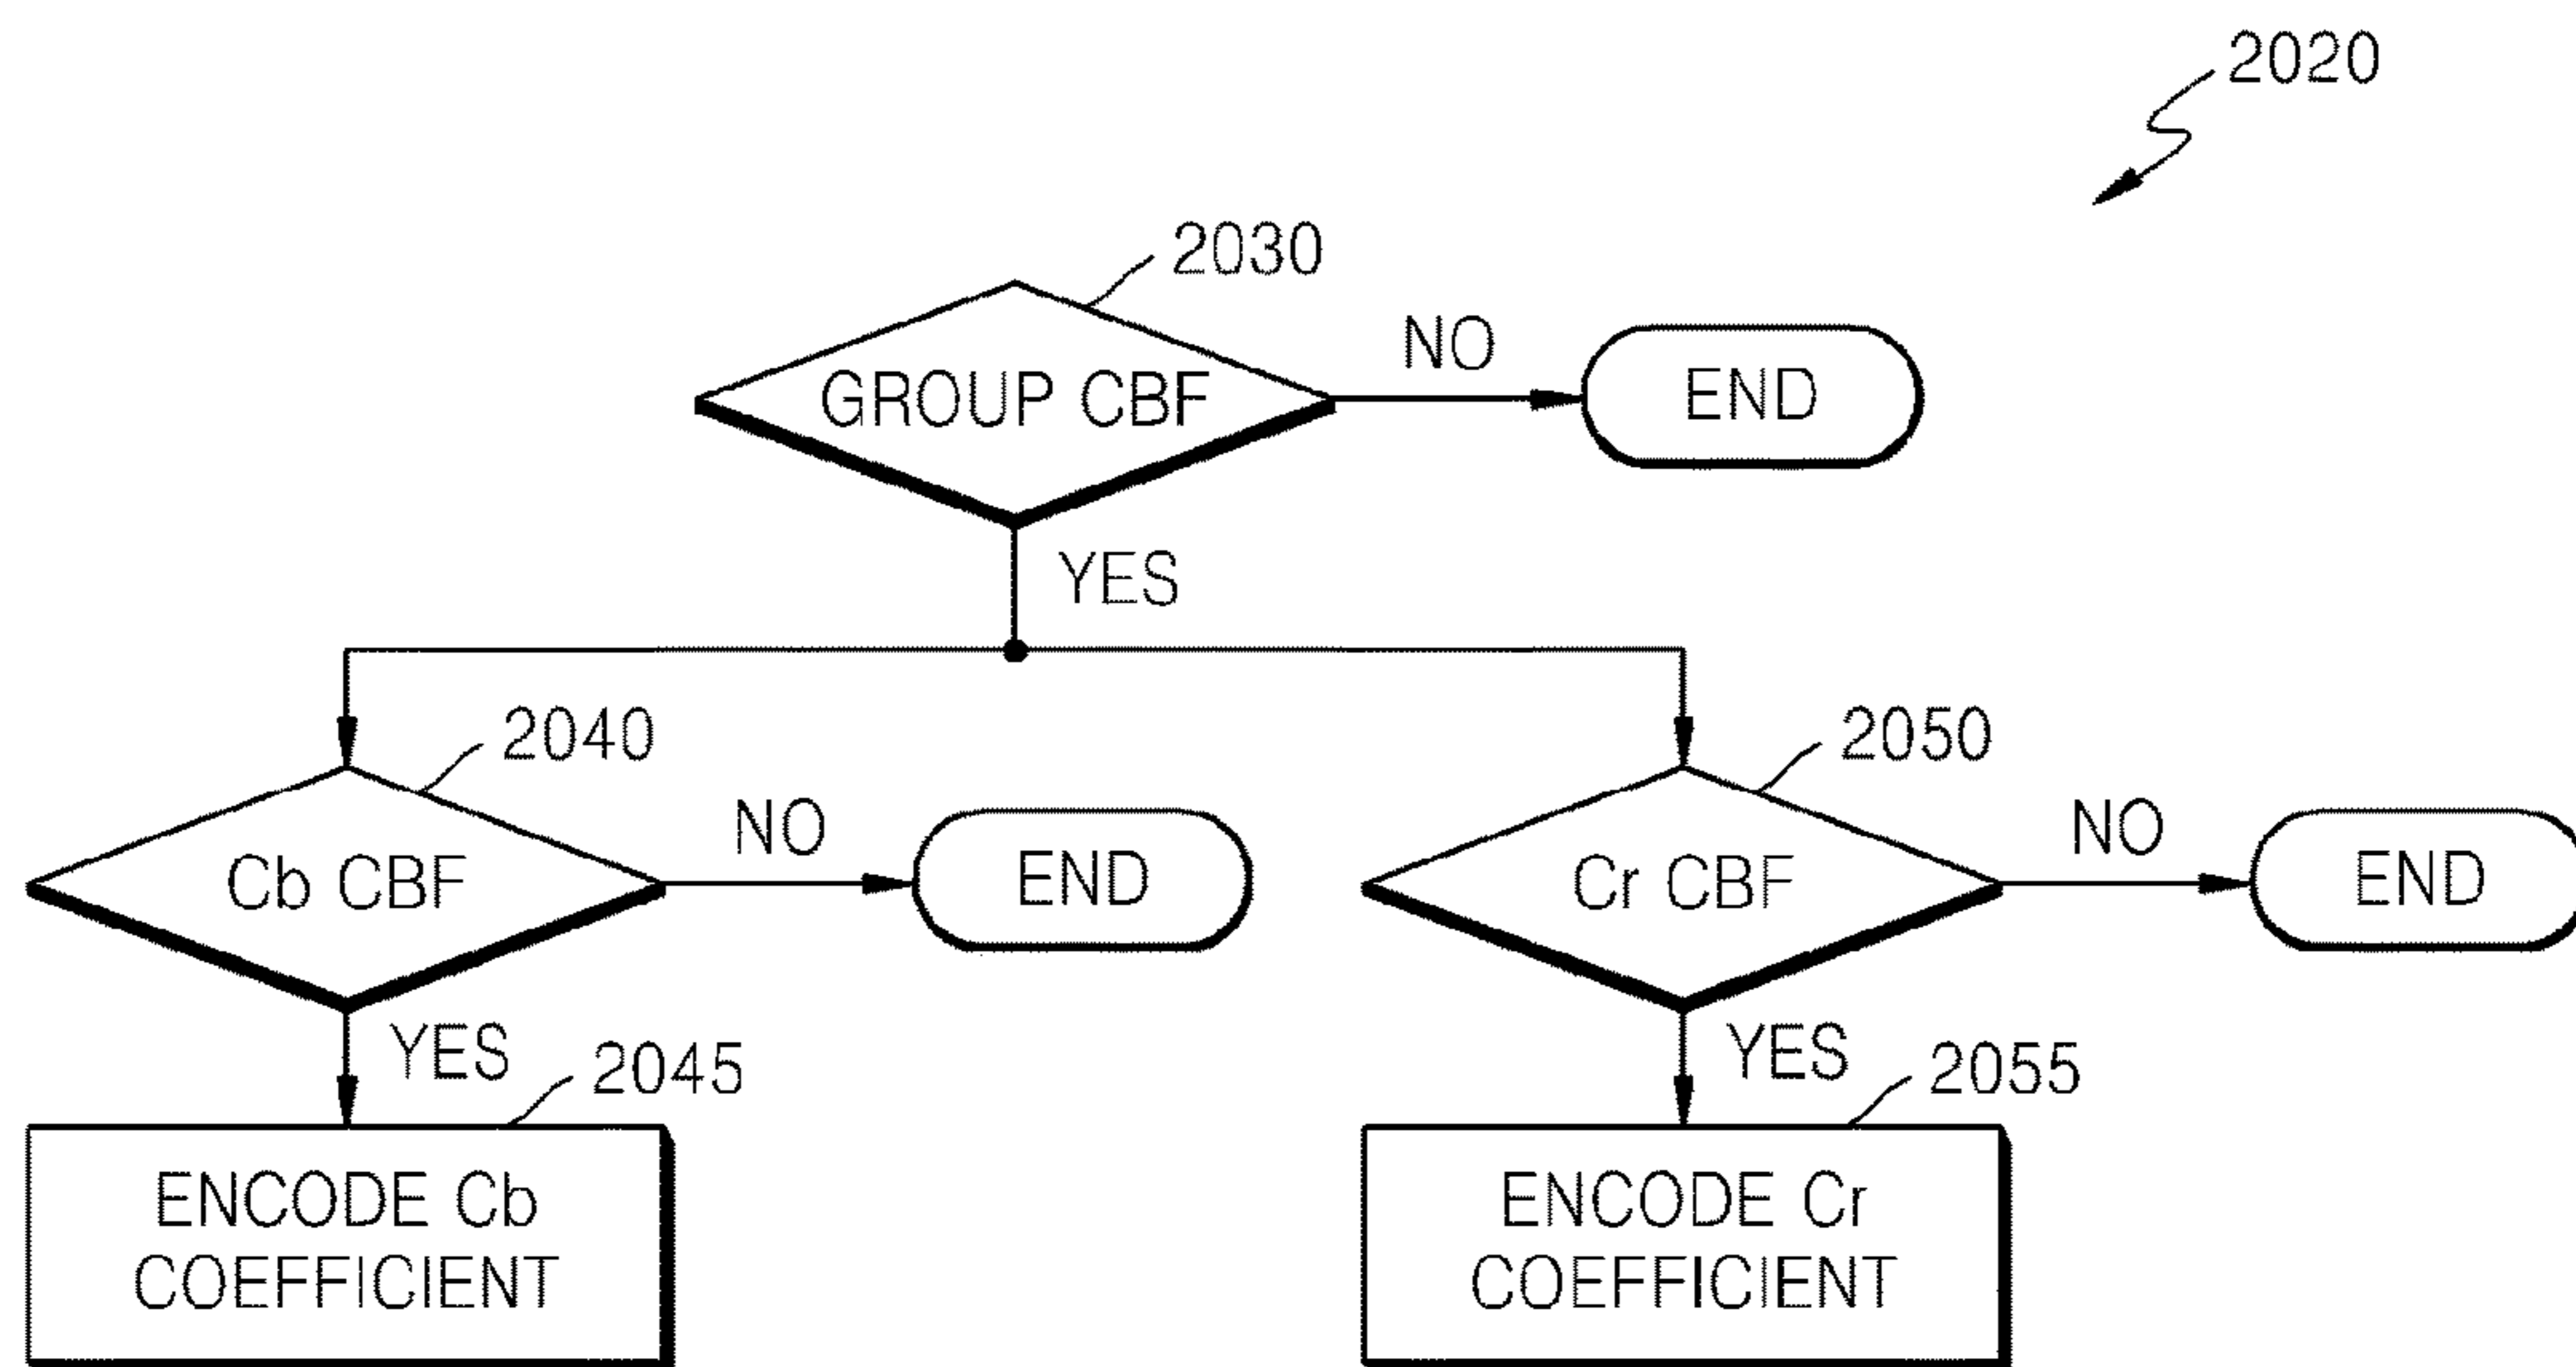 2020
2030
GROUP CBF
NO
END
YES
2040
Cb CBF
NO
END
2050
Cr CBF
NO
END
YES
2045
ENCODE Cb
COEFFICIENT
YES
2055
ENCODE Cr
COEFFICIENT